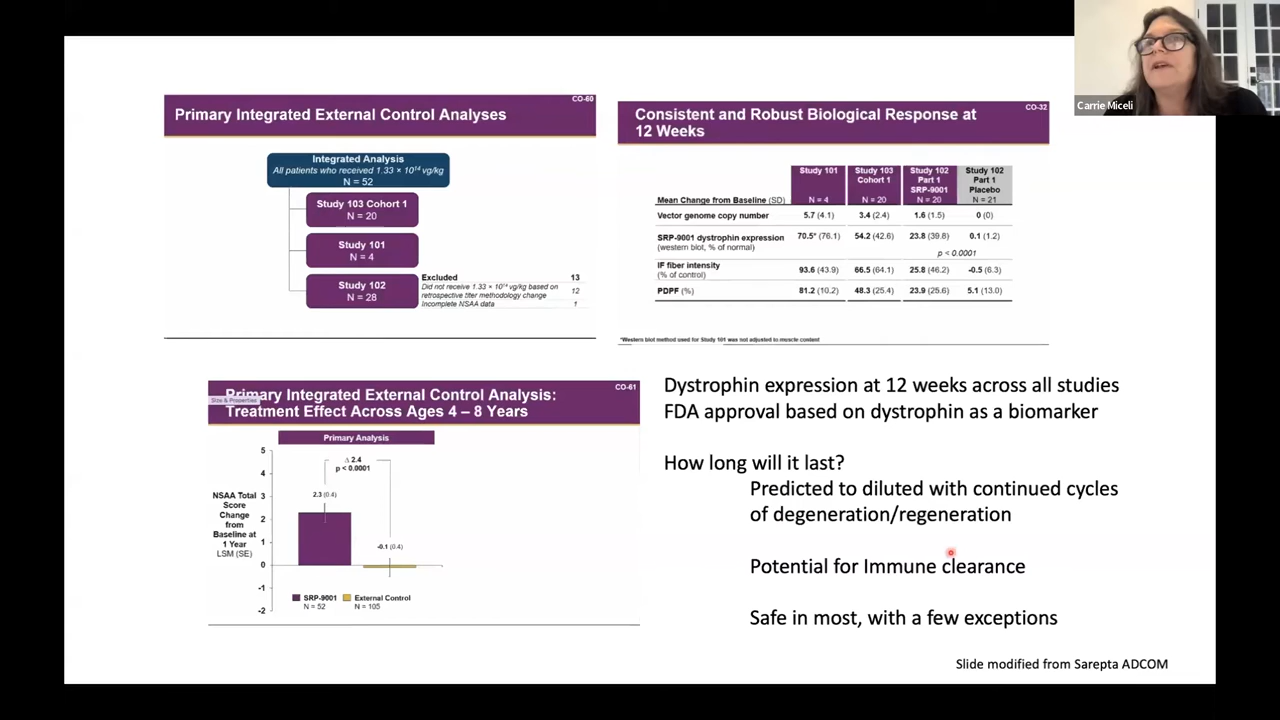 Carrie Miceli
CO-60
Primary Integrated External Control Analyses
Integrated Analysis
All patients who received 1.33 × 10¹⁴ vg/kg
N = 52
Study 103 Cohort 1
N = 20
Study 101
N = 4
Study 102
N = 28
Excluded 13
Did not receive 1.33 × 10¹⁴ vg/kg based on
retrospective titer methodology change 12
Incomplete NSAA data 1
CO-32
Consistent and Robust Biological Response at
12 Weeks
Study 101 Study 103 Study 102 Study 102
Cohort 1 Part 1 Part 1
SRP-9001 Placebo
Mean Change from Baseline (SD) N = 4 N = 20 N = 20 N = 21
Vector genome copy number 5.7 (4.1) 3.4 (2.4) 1.6 (1.5) 0 (0)
SRP-9001 dystrophin expression 70.5* (76.1) 54.2 (42.6) 23.8 (39.8) 0.1 (1.2)
(western blot, % of normal)
p < 0.0001
IF fiber intensity 93.6 (43.9) 66.5 (64.1) 25.8 (46.2) -0.5 (6.3)
(% of control)
PDPF (%) 81.2 (10.2) 48.3 (25.4) 23.9 (25.6) 5.1 (13.0)
*Western blot method used for Study 101 was not adjusted to muscle content
CO-61
Primary Integrated External Control Analysis:
Size & Properties
Treatment Effect Across Ages 4 – 8 Years
Primary Analysis
5
4
3
2
1
0
-1
-2
Δ 2.4
p < 0.0001
2.3 (0.4)
-0.1 (0.4)
NSAA Total
Score
Change
from
Baseline at
1 Year
LSM (SE)
SRP-9001 External Control
N = 52 N = 105
Dystrophin expression at 12 weeks across all studies
FDA approval based on dystrophin as a biomarker
How long will it last?
Predicted to diluted with continued cycles
of degeneration/regeneration
Potential for Immune clearance
Safe in most, with a few exceptions
Slide modified from Sarepta ADCOM